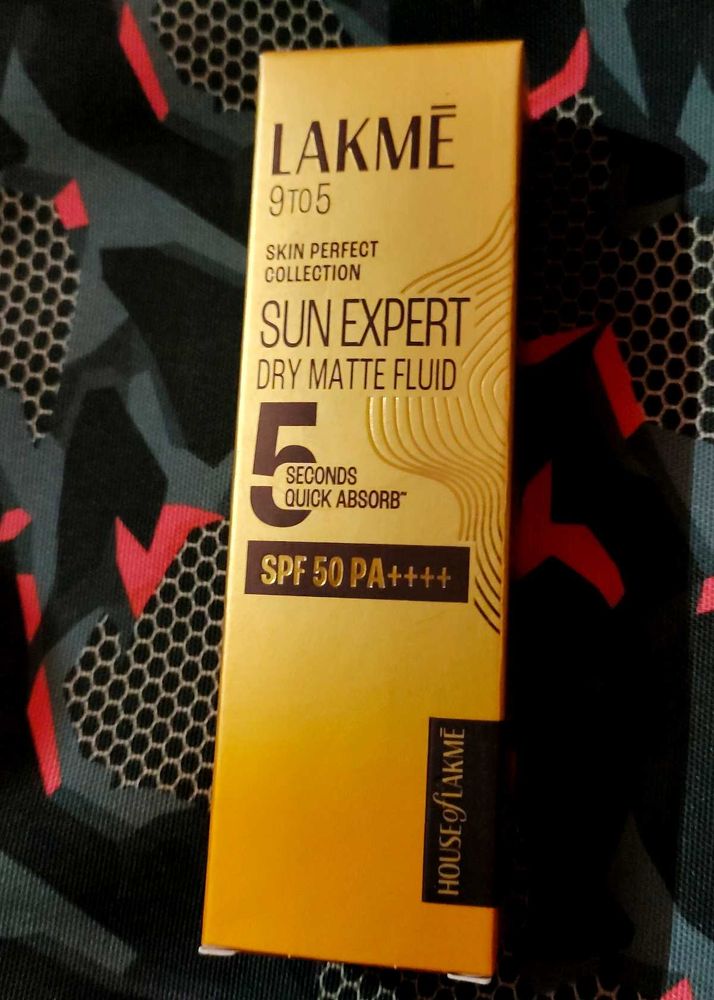 LAKMĒ
9TO5
SKIN PERFECT
COLLECTION
SUN EXPERT
DRY MATTE FLUID
5
SECONDS
QUICK ABSORB™
SPF 50 PA++++
HOUSE of LAKMĒ